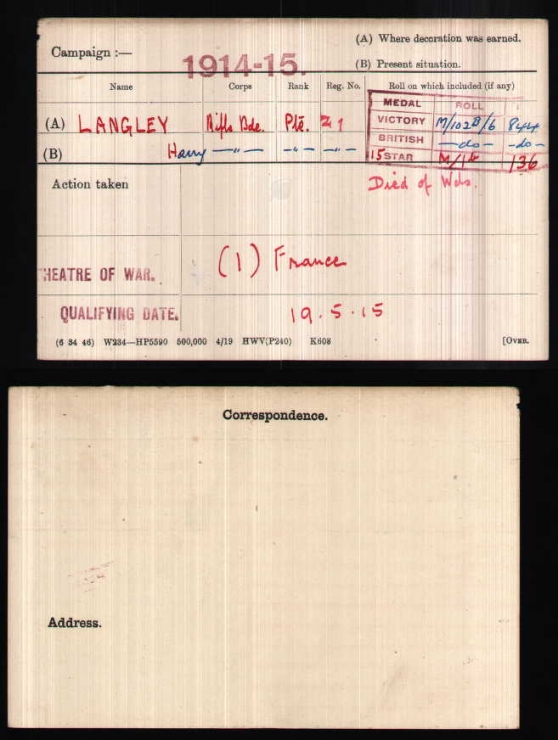 Campaign :— 1914-15.
(A) Where decoration was earned.
(B) Present situation.
Name Corps Rank Reg. No. Roll on which included (if any)
MEDAL ROLL
(A) LANGLEY Rifle Bde. Pte. Z1 VICTORY M/102B/6 844
BRITISH —do— -do-
(B) Harry —"— -"- -"- 15 STAR 136
Action taken Died of Wds.
THEATRE OF WAR. (1) France
QUALIFYING DATE. 19.5.15
(6 34 46) W234—HP5590 500,000 4/19 HWV(P240) K608 [OVER.
Correspondence.
Address.